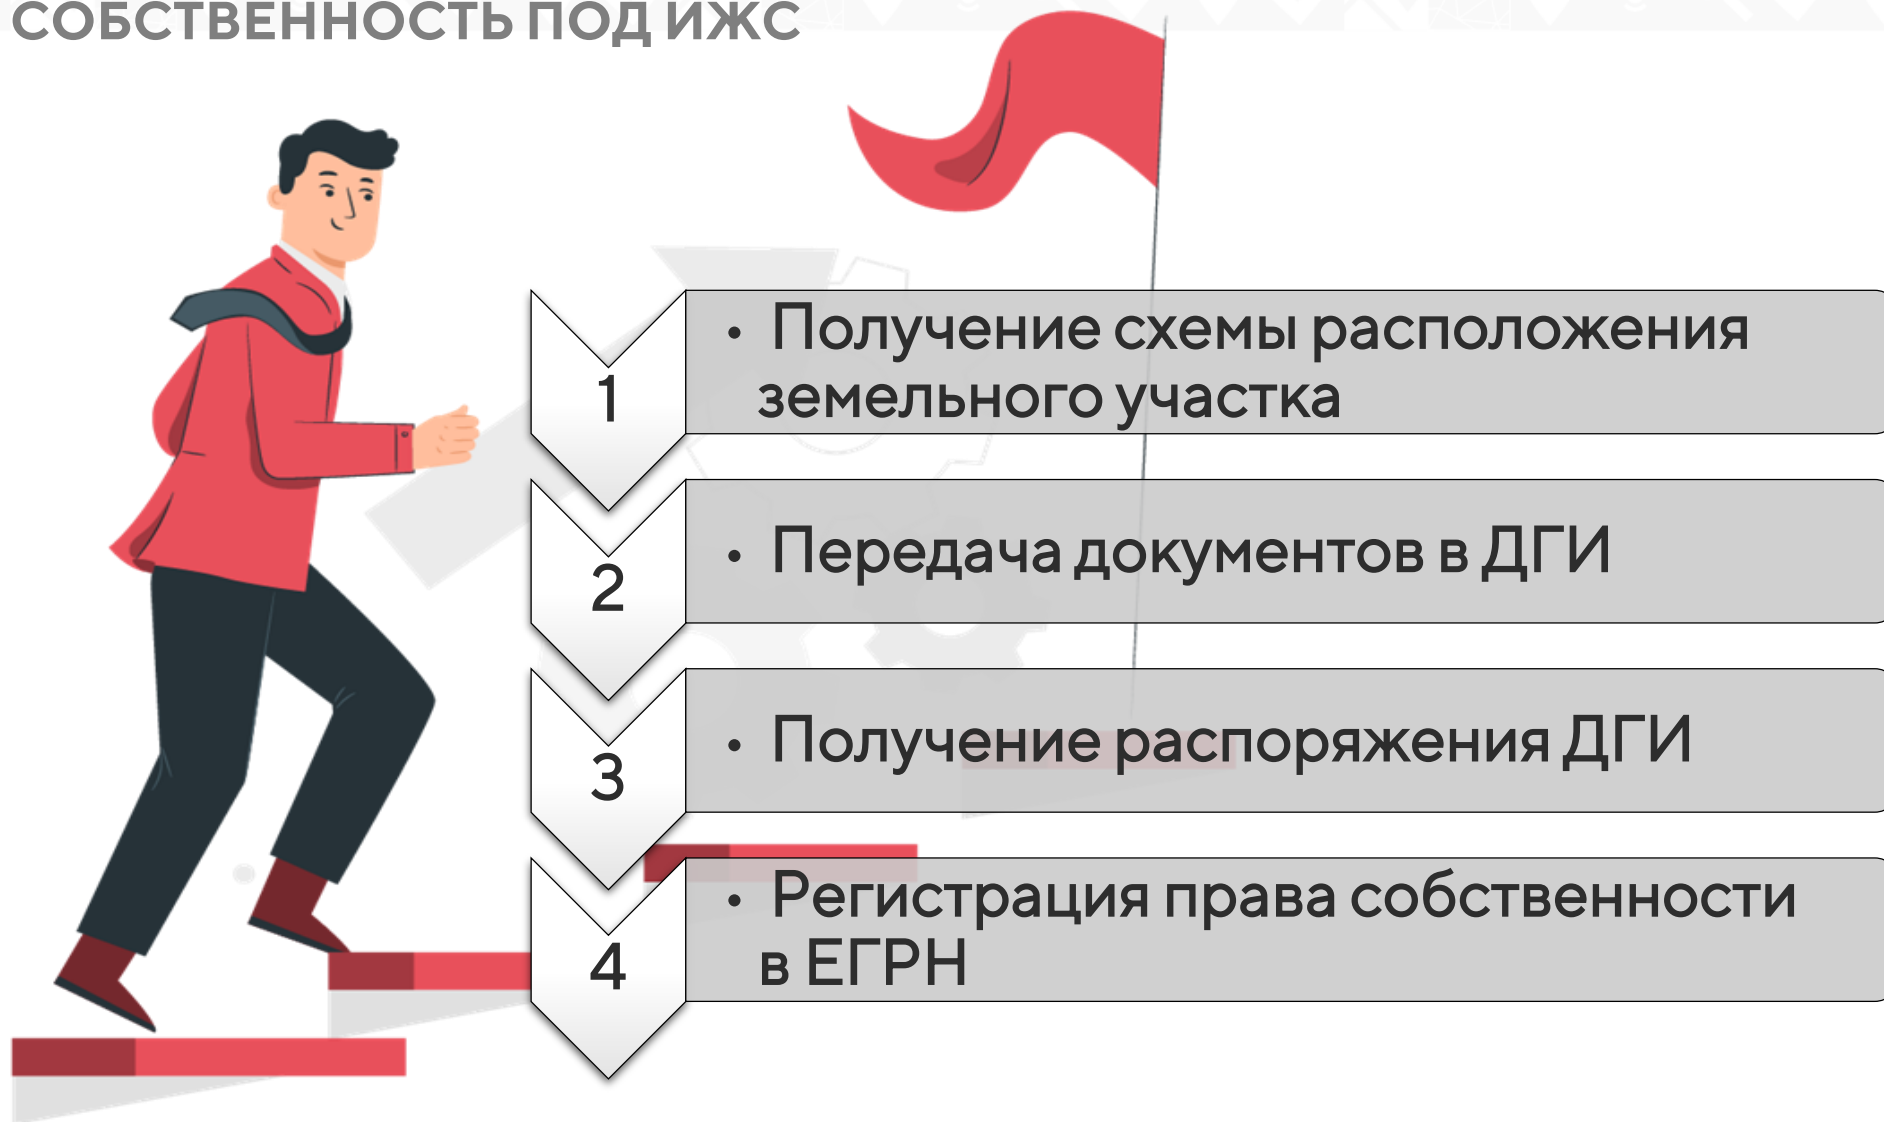 СОБСТВЕННОСТЬ ПОД ИЖС
1
• Получение схемы расположения
земельного участка
2
• Передача документов в ДГИ
3
• Получение распоряжения ДГИ
4
• Регистрация права собственности
в ЕГРН